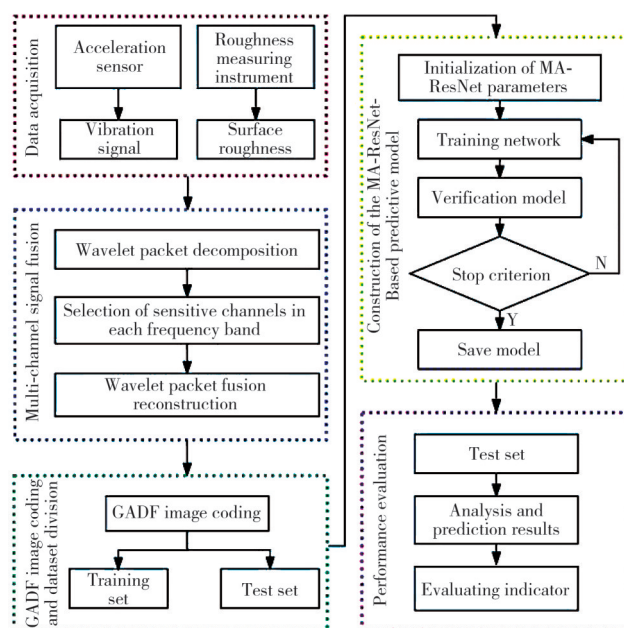 Data acquisition
Acceleration
sensor
Roughness
measuring
instrument
Vibration
signal
Surface
roughness
Multi-channel signal fusion
Wavelet packet decomposition
Selection of sensitive channels in
each frequency band
Wavelet packet fusion
reconstruction
GADF image coding
and dataset division
GADF image coding
Training
set
Test set
Construction of the MA-ResNet-
Based predictive model
Initialization of MA-
ResNet parameters
Training network
Verification model
Stop criterion
N
Y
Save model
Performance evaluation
Test set
Analysis and
prediction results
Evaluating indicator